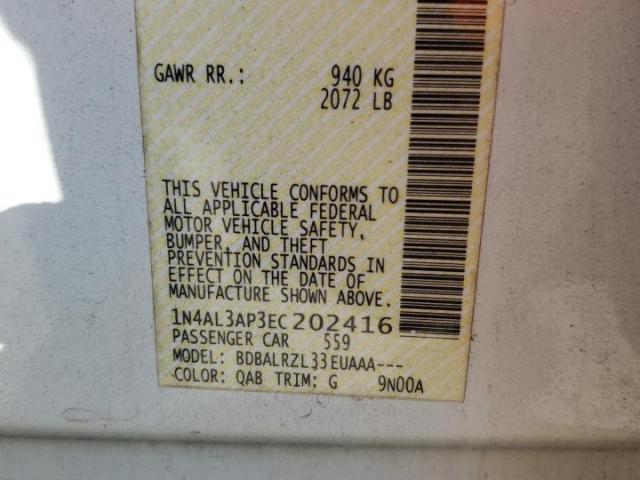 GAWR RR.: 940 KG
2072 LB
THIS VEHICLE CONFORMS TO
ALL APPLICABLE FEDERAL
MOTOR VEHICLE SAFETY,
BUMPER, AND THEFT
PREVENTION STANDARDS IN
EFFECT ON THE DATE OF
MANUFACTURE SHOWN ABOVE.
1N4AL3AP3EC202416
PASSENGER CAR 559
MODEL: BDBALRZL33EUAAA---
COLOR: QAB TRIM: G 9N00A